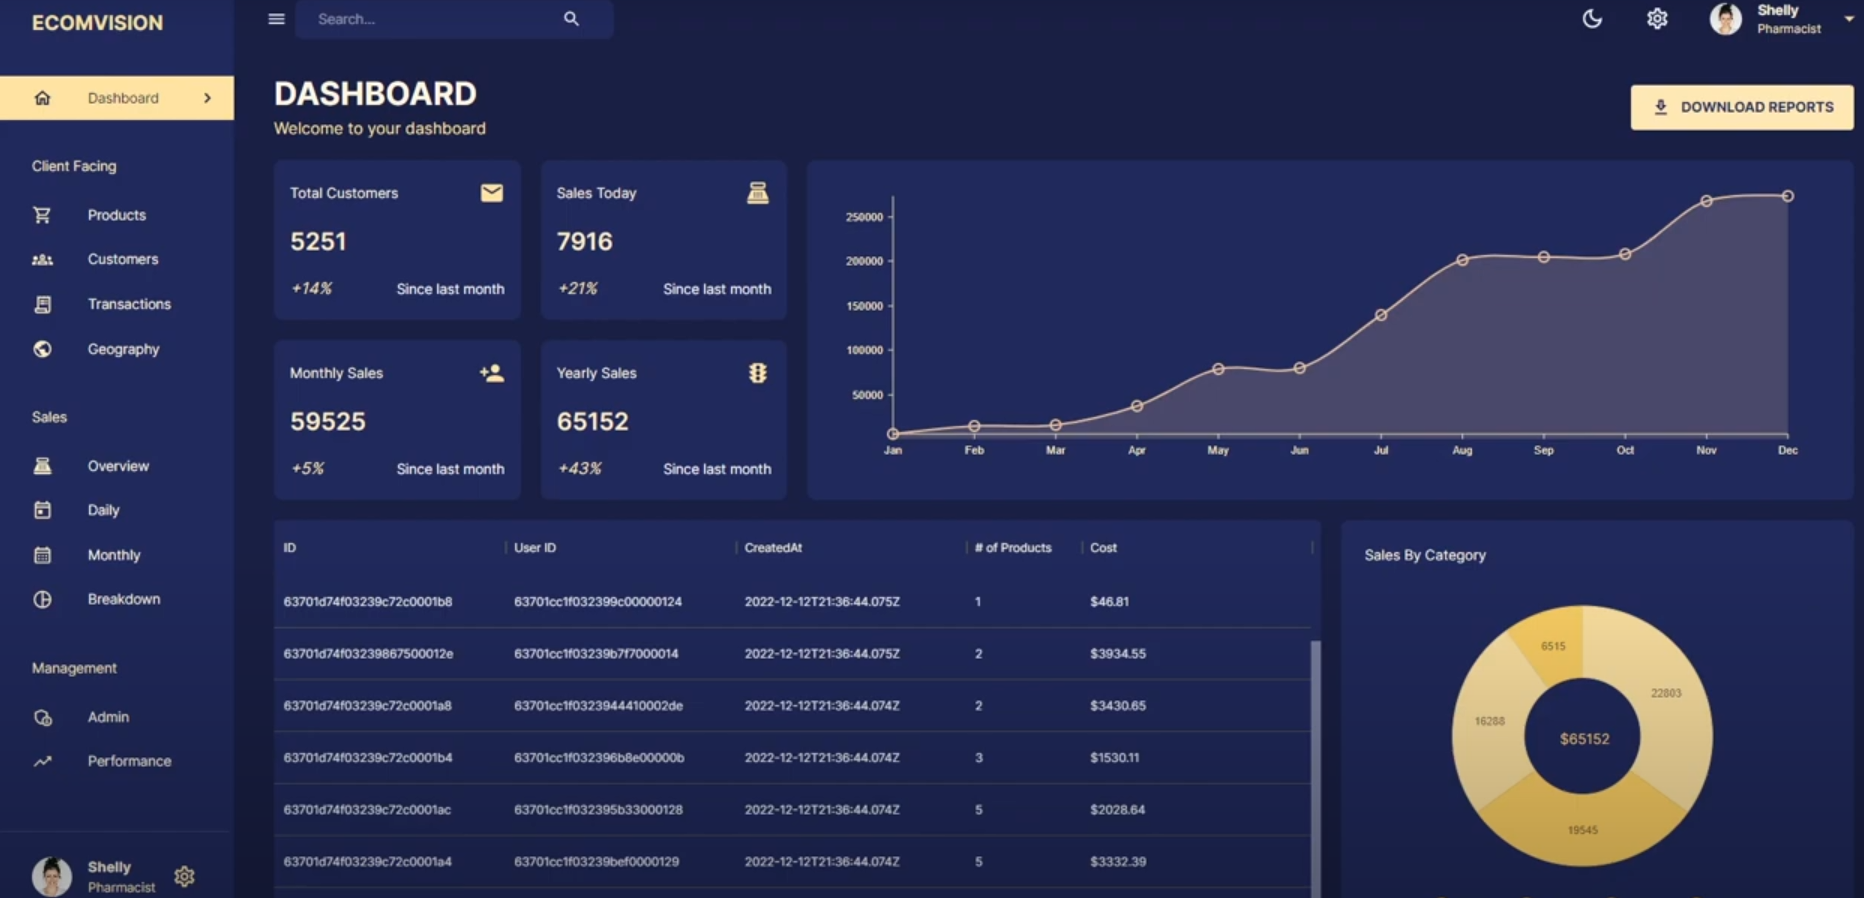 ECOMVISION
Search...
Shelly
Pharmacist
Dashboard
DASHBOARD
Welcome to your dashboard
DOWNLOAD REPORTS
Client Facing
Products
Customers
Transactions
Geography
Sales
Overview
Daily
Monthly
Breakdown
Management
Admin
Performance
Shelly
Pharmacist
Total Customers
5251
+14% Since last month
Sales Today
7916
+21% Since last month
Monthly Sales
59525
+5% Since last month
Yearly Sales
65152
+43% Since last month
250000
200000
150000
100000
50000
Jan Feb Mar Apr May Jun Jul Aug Sep Oct Nov Dec
ID User ID CreatedAt # of Products Cost
63701d74f03239c72c0001b8 63701cc1f032399c00000124 2022-12-12T21:36:44.075Z 1 $46.81
63701d74f03239867500012e 63701cc1f03239b7f7000014 2022-12-12T21:36:44.075Z 2 $3934.55
63701d74f03239c72c0001a8 63701cc1f0323944410002de 2022-12-12T21:36:44.074Z 2 $3430.65
63701d74f03239c72c0001b4 63701cc1f032396b8e00000b 2022-12-12T21:36:44.074Z 3 $1530.11
63701d74f03239c72c0001ac 63701cc1f032395b33000128 2022-12-12T21:36:44.074Z 5 $2028.64
63701d74f03239c72c0001a4 63701cc1f03239bef0000129 2022-12-12T21:36:44.074Z 5 $3332.39
Sales By Category
6515
22803
16288
$65152
19545